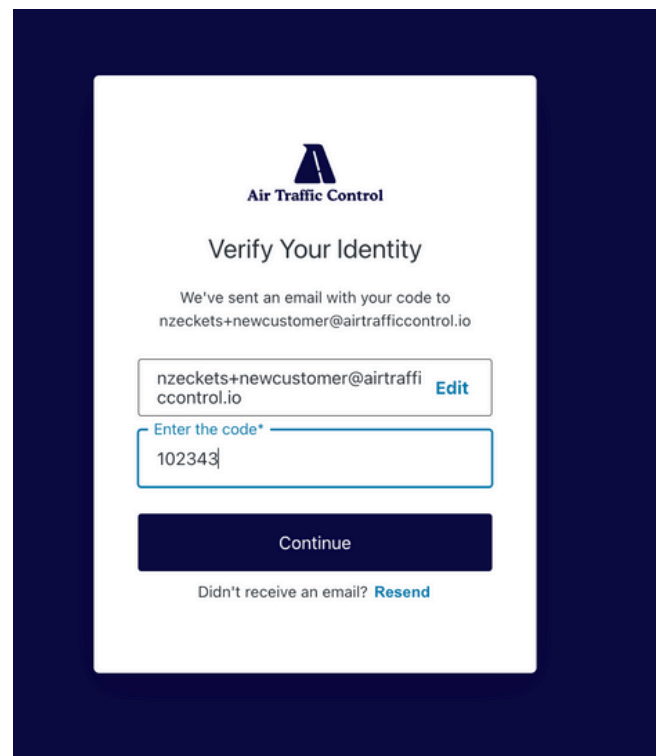 Air Traffic Control
Verify Your Identity
We've sent an email with your code to
nzeckets+newcustomer@airtrafficcontrol.io
nzeckets+newcustomer@airtraffi
ccontrol.io
Edit
Enter the code*
102343
Continue
Didn't receive an email? Resend